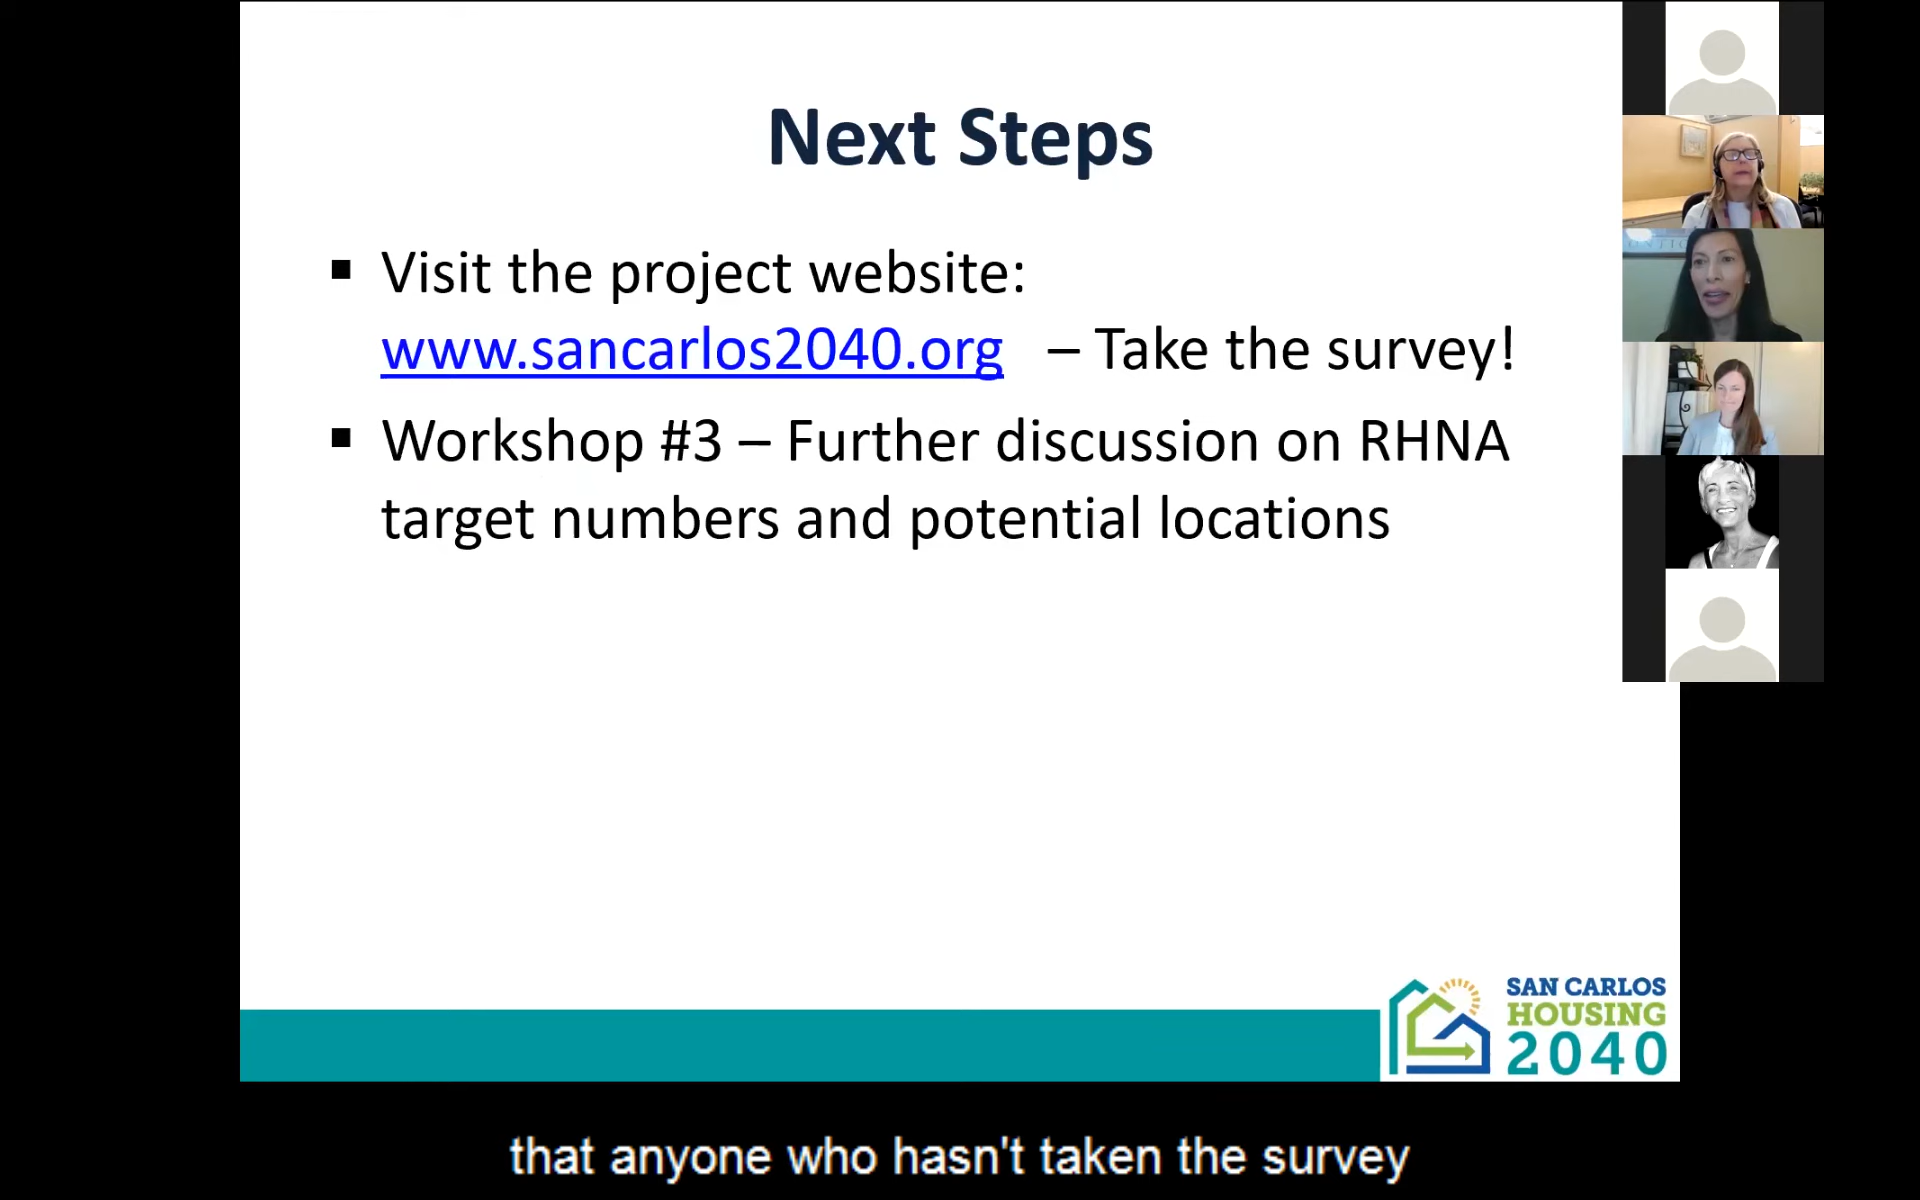 Next Steps
▪ Visit the project website:
www.sancarlos2040.org – Take the survey!
▪ Workshop #3 – Further discussion on RHNA
target numbers and potential locations
SAN CARLOS
HOUSING
2040
that anyone who hasn't taken the survey